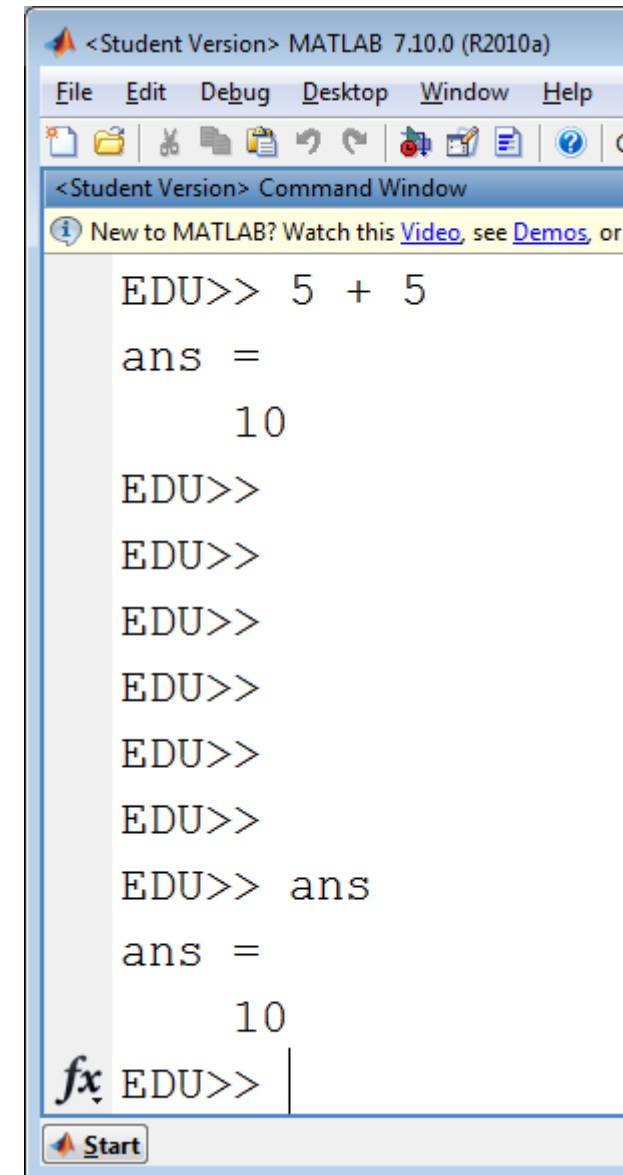 <Student Version> MATLAB 7.10.0 (R2010a)
File Edit Debug Desktop Window Help
<Student Version> Command Window
New to MATLAB? Watch this Video, see Demos, or
EDU>> 5 + 5
ans =
10
EDU>>
EDU>>
EDU>>
EDU>>
EDU>>
EDU>>
EDU>> ans
ans =
10
fx EDU>>
Start